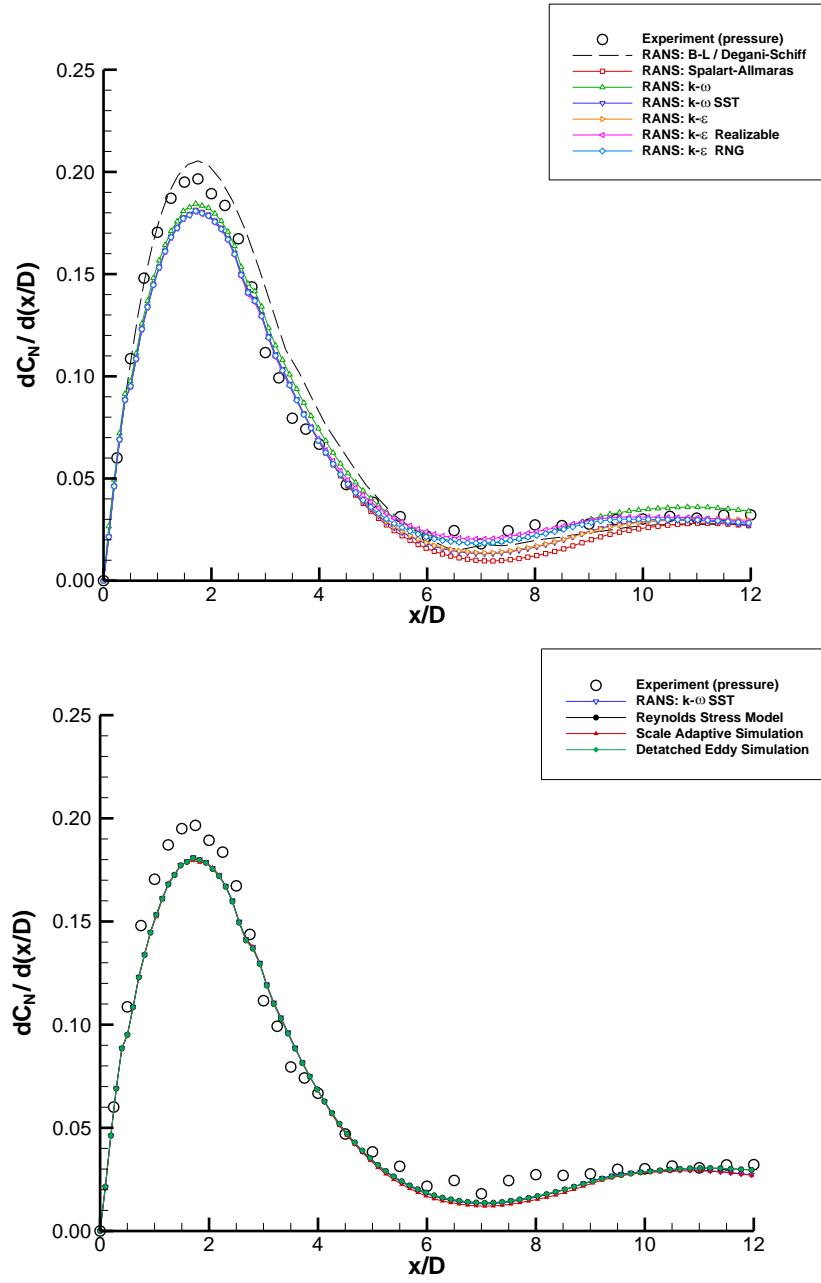 Experiment (pressure)
RANS: B-L / Degani-Schiff
RANS: Spalart-Allmaras
RANS: k-ω
RANS: k-ω SST
RANS: k-ε
RANS: k-ε Realizable
RANS: k-ε RNG
0.25
0.20
0.15
0.10
0.05
0.00
dC_N / d(x/D)
0 2 4 6 8 10 12
x/D
Experiment (pressure)
RANS: k-ω SST
Reynolds Stress Model
Scale Adaptive Simulation
Detatched Eddy Simulation
0.25
0.20
0.15
0.10
0.05
0.00
dC_N / d(x/D)
0 2 4 6 8 10 12
x/D